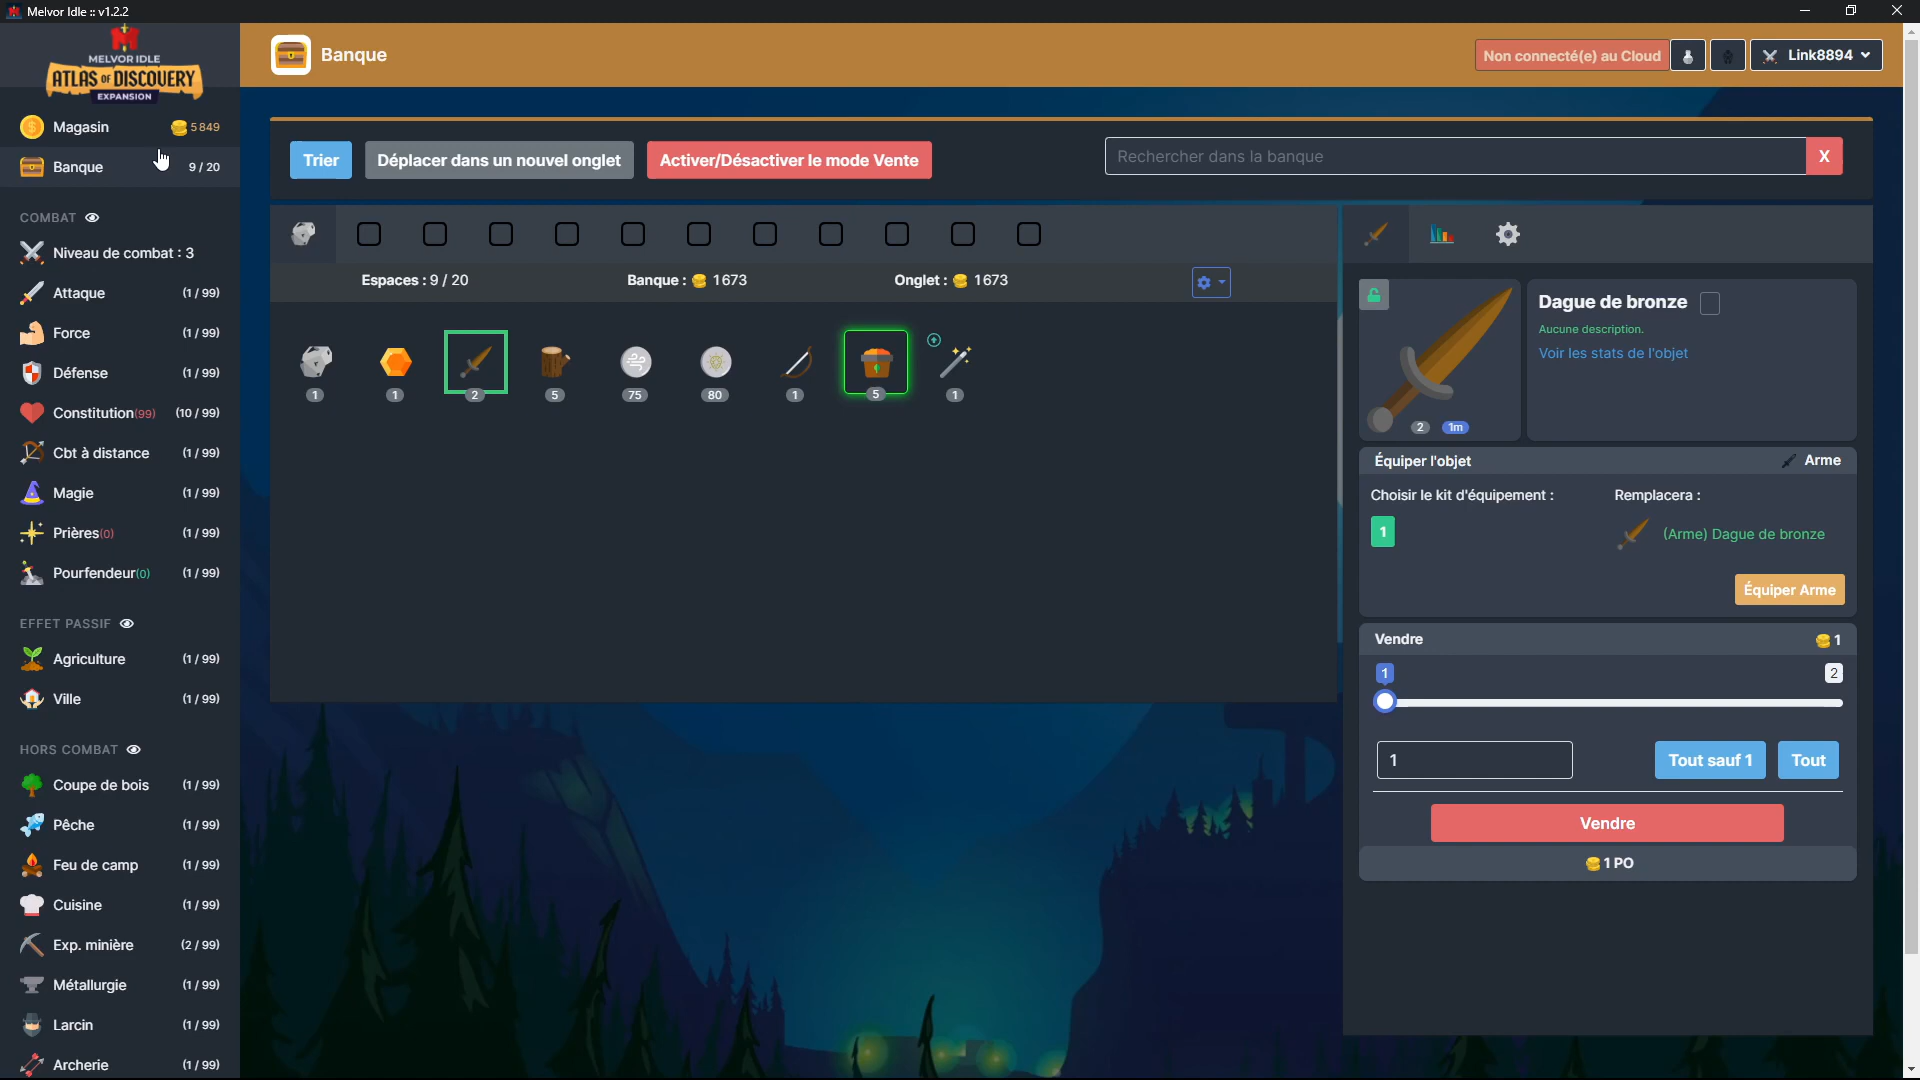 Melvor Idle :: v1.2.2
MELVOR IDLE
ATLAS OF DISCOVERY
EXPANSION
Banque
Non connecté(e) au Cloud
Link8894
Magasin 5 849
Banque 9 / 20
COMBAT
Niveau de combat : 3
Attaque (1 / 99)
Force (1 / 99)
Défense (1 / 99)
Constitution(99) (10 / 99)
Cbt à distance (1 / 99)
Magie (1 / 99)
Prières(0) (1 / 99)
Pourfendeur(0) (1 / 99)
EFFET PASSIF
Agriculture (1 / 99)
Ville (1 / 99)
HORS COMBAT
Coupe de bois (1 / 99)
Pêche (1 / 99)
Feu de camp (1 / 99)
Cuisine (1 / 99)
Exp. minière (2 / 99)
Métallurgie (1 / 99)
Larcin (1 / 99)
Archerie (1 / 99)
Trier
Déplacer dans un nouvel onglet
Activer/Désactiver le mode Vente
Rechercher dans la banque
X
Espaces : 9 / 20
Banque : 1 673
Onglet : 1 673
1 1 2 5 75 80 1 5 1
Dague de bronze
Aucune description.
Voir les stats de l'objet
2 1m
Équiper l'objet
Arme
Choisir le kit d'équipement :
Remplacera :
1
(Arme) Dague de bronze
Équiper Arme
Vendre 1
1 2
1
Tout sauf 1
Tout
Vendre
1 PO